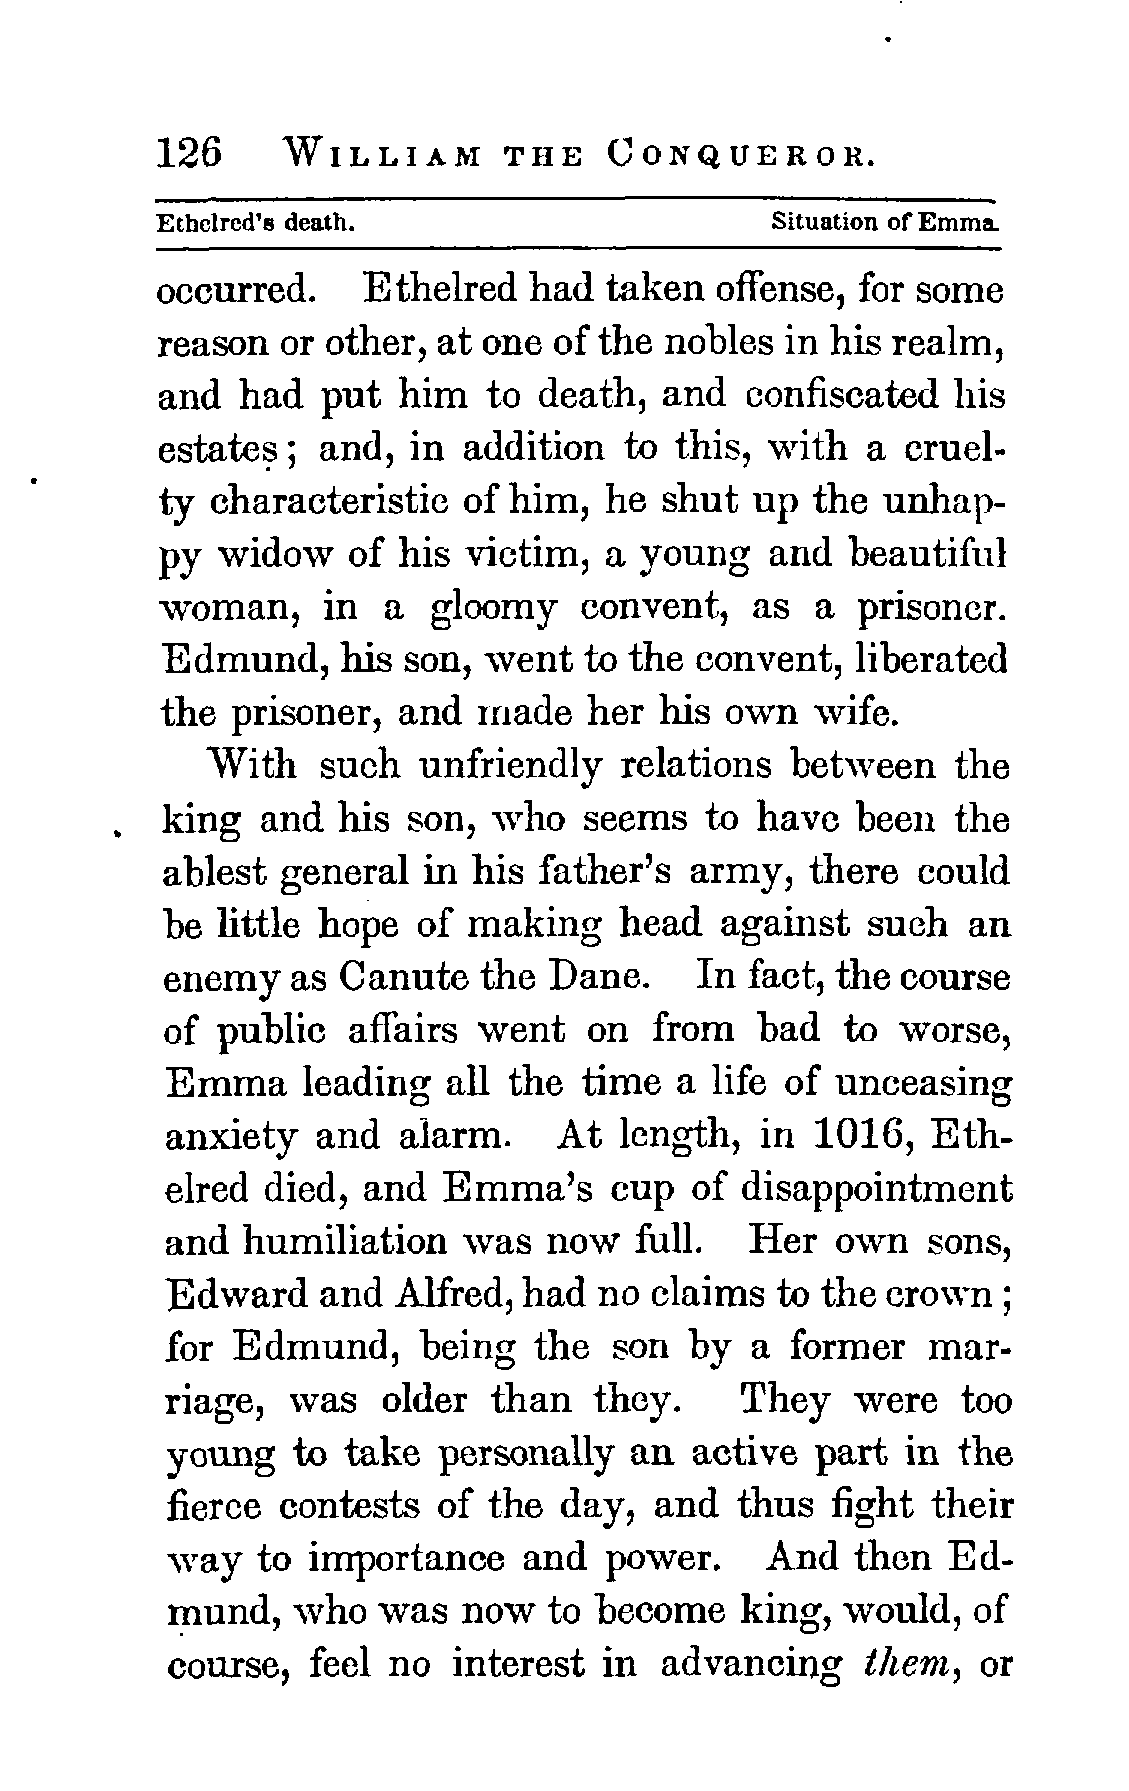 126 William the Conqueror.
Ethelred's death. Situation of Emma.
occurred. Ethelred had taken offense, for some
reason or other, at one of the nobles in his realm,
and had put him to death, and confiscated his
estates; and, in addition to this, with a cruel-
ty characteristic of him, he shut up the unhap-
py widow of his victim, a young and beautiful
woman, in a gloomy convent, as a prisoner.
Edmund, his son, went to the convent, liberated
the prisoner, and made her his own wife.
With such unfriendly relations between the
king and his son, who seems to have been the
ablest general in his father's army, there could
be little hope of making head against such an
enemy as Canute the Dane. In fact, the course
of public affairs went on from bad to worse,
Emma leading all the time a life of unceasing
anxiety and alarm. At length, in 1016, Eth-
elred died, and Emma's cup of disappointment
and humiliation was now full. Her own sons,
Edward and Alfred, had no claims to the crown;
for Edmund, being the son by a former mar-
riage, was older than they. They were too
young to take personally an active part in the
fierce contests of the day, and thus fight their
way to importance and power. And then Ed-
mund, who was now to become king, would, of
course, feel no interest in advancing them, or